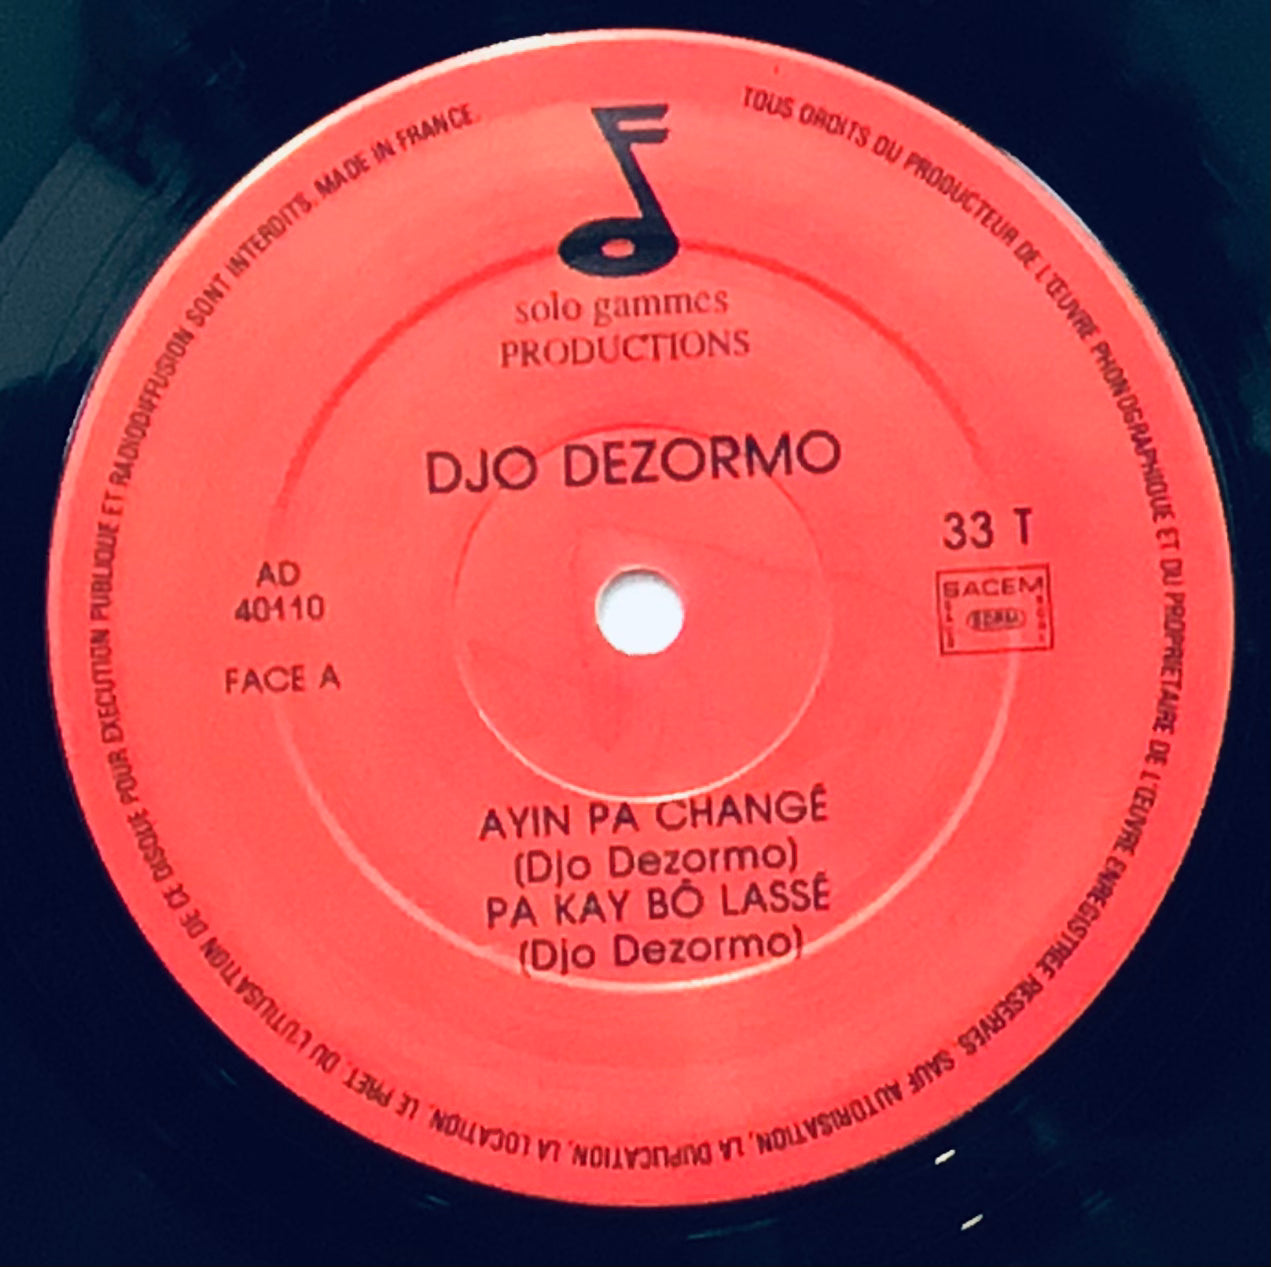 solo gammes
PRODUCTIONS
DJO DEZORMO
AD
40110
FACE A
33 T
SACEM
AYIN PA CHANGÉ
(Djo Dezormo)
PA KAY BÔ LASSÉ
(Djo Dezormo)
TOUS DROITS DU PRODUCTEUR DE L'ŒUVRE PHONOGRAPHIQUE ET DU PROPRIETAIRE DE L'ŒUVRE ENREGISTREE RESERVES. SAUF AUTORISATION, LA DUPLICATION, LA LOCATION, LE PRET, DU L'UTILISATION DE CE DISQUE POUR EXECUTION PUBLIQUE ET RADIODIFFUSION SONT INTERDITS. MADE IN FRANCE